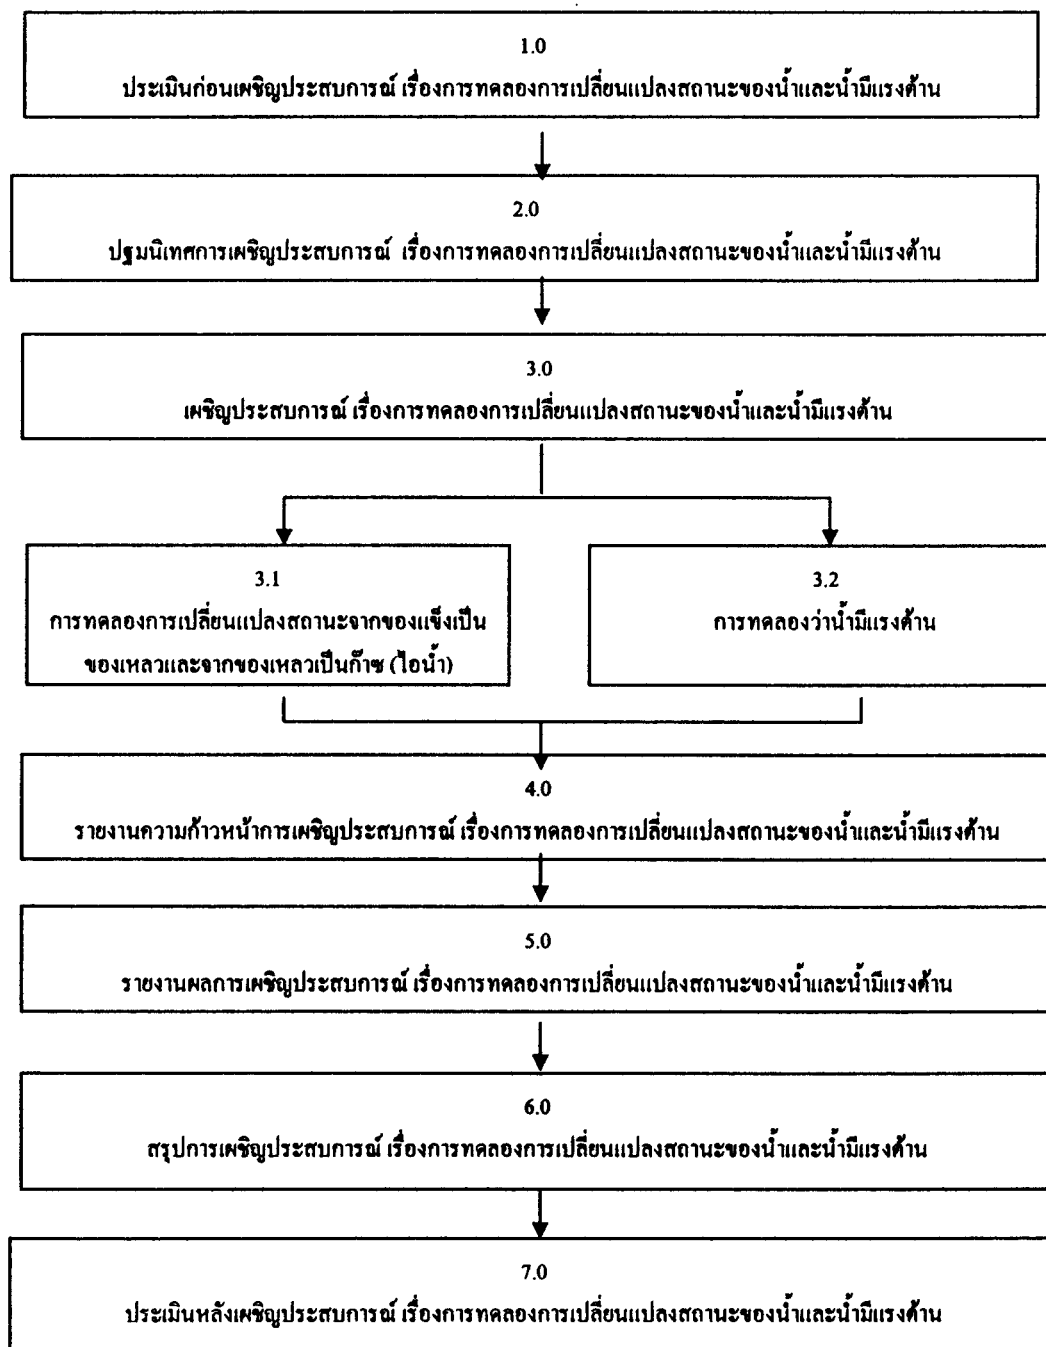 1.0
ประเมินก่อนเผชิญประสบการณ์ เรื่องการทดลองการเปลี่ยนแปลงสถานะของน้ำและน้ำมีแรงต้าน
2.0
ปฐมนิเทศการเผชิญประสบการณ์ เรื่องการทดลองการเปลี่ยนแปลงสถานะของน้ำและน้ำมีแรงต้าน
3.0
เผชิญประสบการณ์ เรื่องการทดลองการเปลี่ยนแปลงสถานะของน้ำและน้ำมีแรงต้าน
3.1
การทดลองการเปลี่ยนแปลงสถานะจากของแข็งเป็น
ของเหลวและจากของเหลวเป็นก๊าซ (ไอน้ำ)
3.2
การทดลองว่าน้ำมีแรงต้าน
4.0
รายงานความก้าวหน้าการเผชิญประสบการณ์ เรื่องการทดลองการเปลี่ยนแปลงสถานะของน้ำและน้ำมีแรงต้าน
5.0
รายงานผลการเผชิญประสบการณ์ เรื่องการทดลองการเปลี่ยนแปลงสถานะของน้ำและน้ำมีแรงต้าน
6.0
สรุปการเผชิญประสบการณ์ เรื่องการทดลองการเปลี่ยนแปลงสถานะของน้ำและน้ำมีแรงต้าน
7.0
ประเมินหลังเผชิญประสบการณ์ เรื่องการทดลองการเปลี่ยนแปลงสถานะของน้ำและน้ำมีแรงต้าน